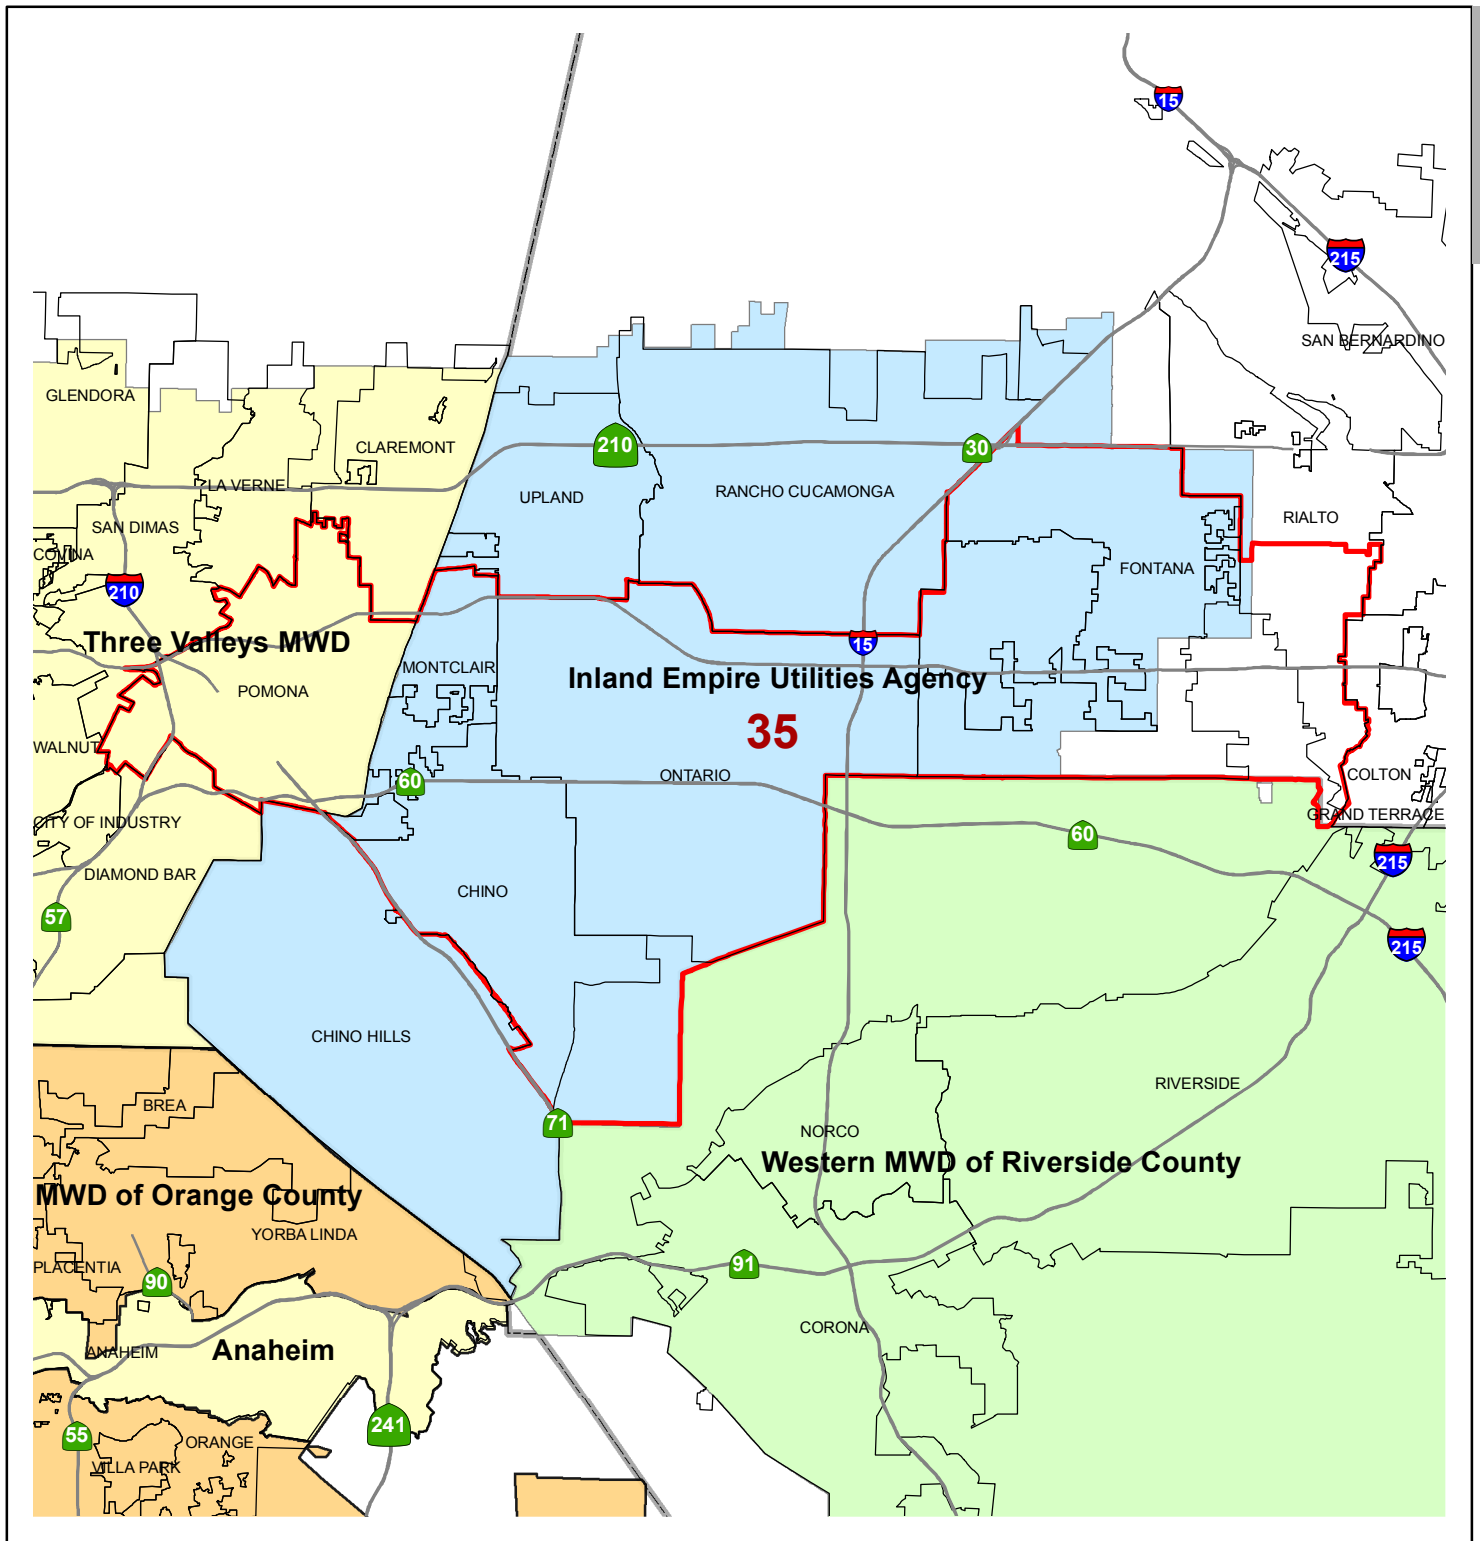 15
215
SAN BERNARDINO
GLENDORA
CLAREMONT
210
30
LA VERNE
UPLAND
RANCHO CUCAMONGA
SAN DIMAS
RIALTO
COVINA
FONTANA
210
Three Valleys MWD
15
MONTCLAIR
Inland Empire Utilities Agency
POMONA
35
WALNUT
60
ONTARIO
COLTON
CITY OF INDUSTRY
GRAND TERRACE
60
215
DIAMOND BAR
CHINO
57
215
CHINO HILLS
RIVERSIDE
BREA
71
NORCO
Western MWD of Riverside County
MWD of Orange County
YORBA LINDA
PLACENTIA
91
90
CORONA
ANAHEIM
Anaheim
241
55
ORANGE
VILLA PARK